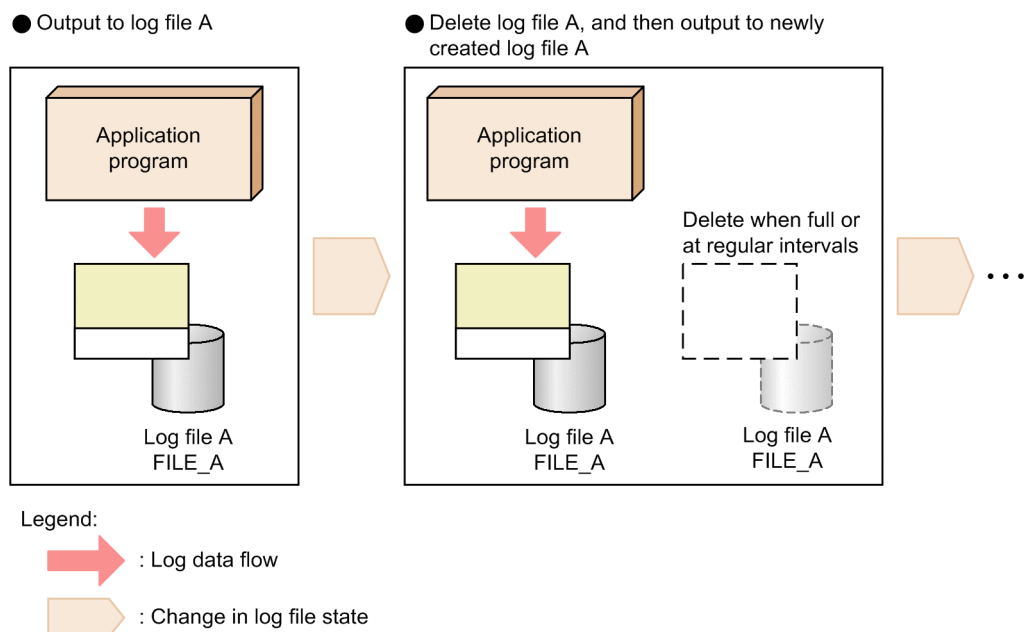 ● Output to log file A
● Delete log file A, and then output to newly
created log file A
Application
program
Log file A
FILE_A
Application
program
Delete when full or
at regular intervals
Log file A
FILE_A
Log file A
FILE_A
• • •
Legend:
: Log data flow
: Change in log file state